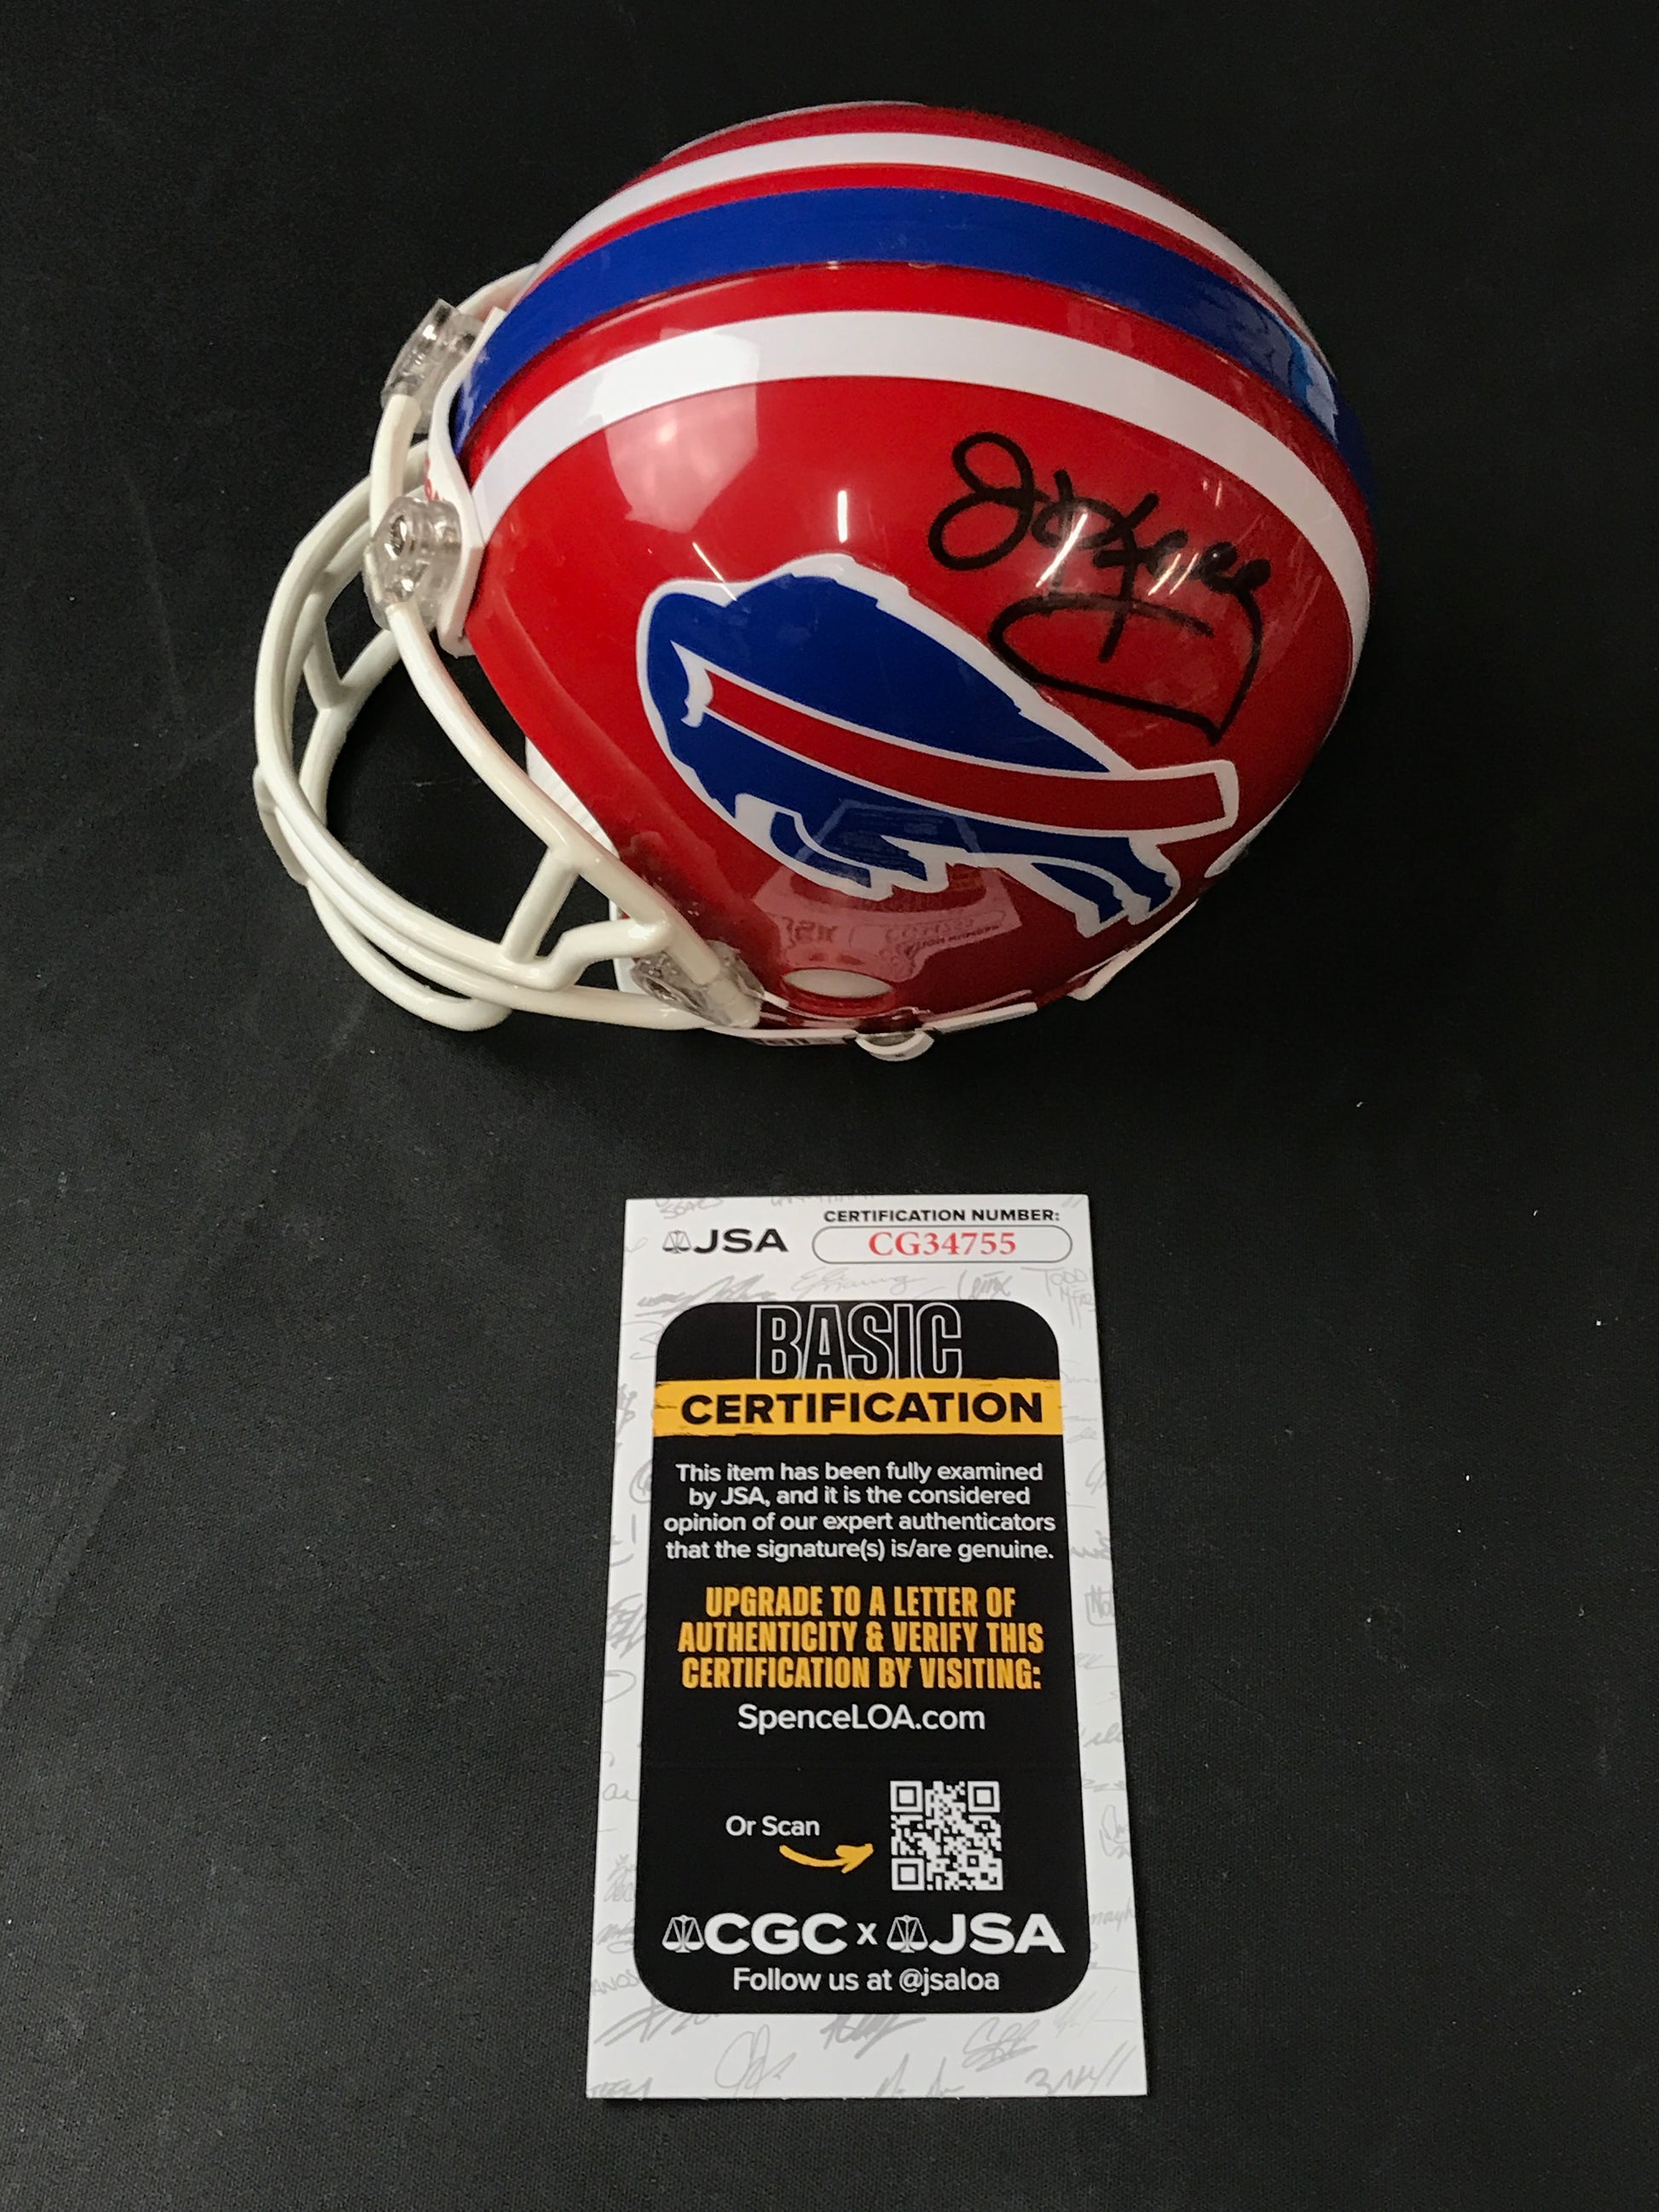 JSA
CERTIFICATION NUMBER:
CG34755
BASIC
CERTIFICATION
This item has been fully examined
by JSA, and it is the considered
opinion of our expert authenticators
that the signature(s) is/are genuine.
UPGRADE TO A LETTER OF
AUTHENTICITY & VERIFY THIS
CERTIFICATION BY VISITING:
SpenceLOA.com
Or Scan
CGC x JSA
Follow us at @jsaloa